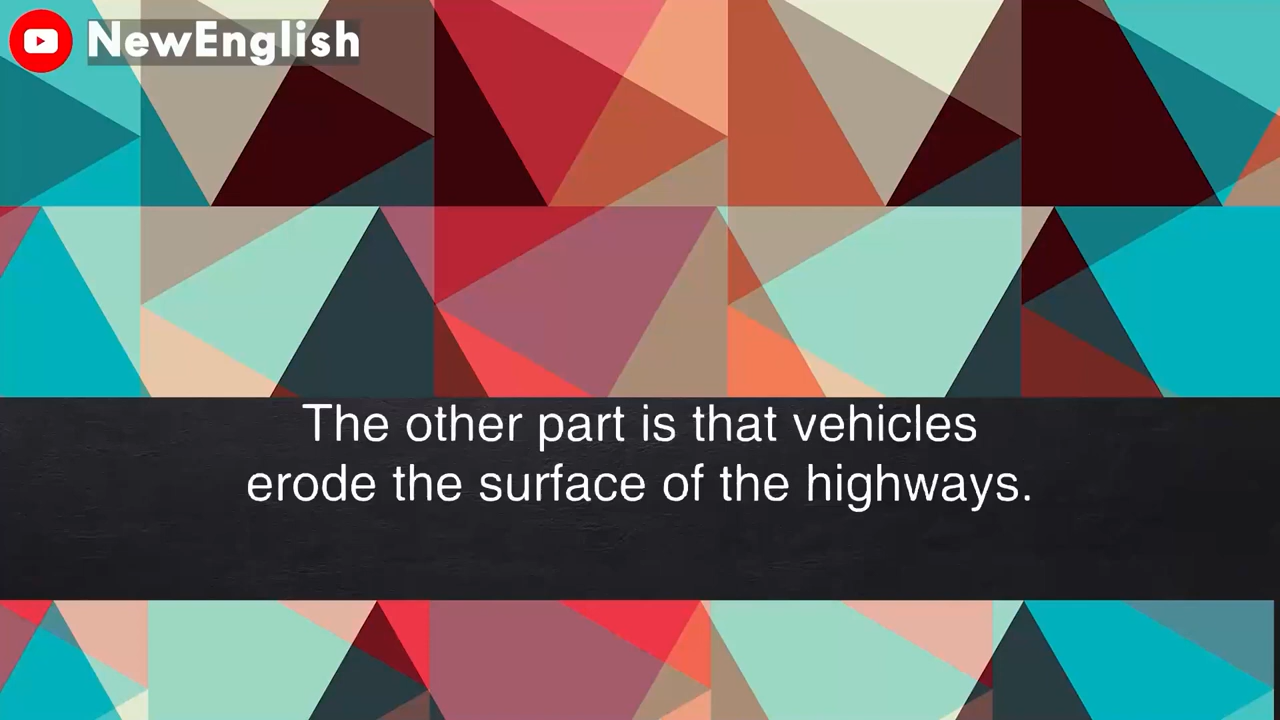 NewEnglish
The other part is that vehicles
erode the surface of the highways.